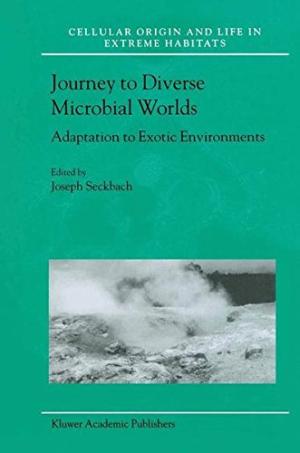 CELLULAR ORIGIN AND LIFE IN
EXTREME HABITATS
Journey to Diverse
Microbial Worlds
Adaptation to Exotic Environments
Edited by
Joseph Seckbach
Kluwer Academic Publishers